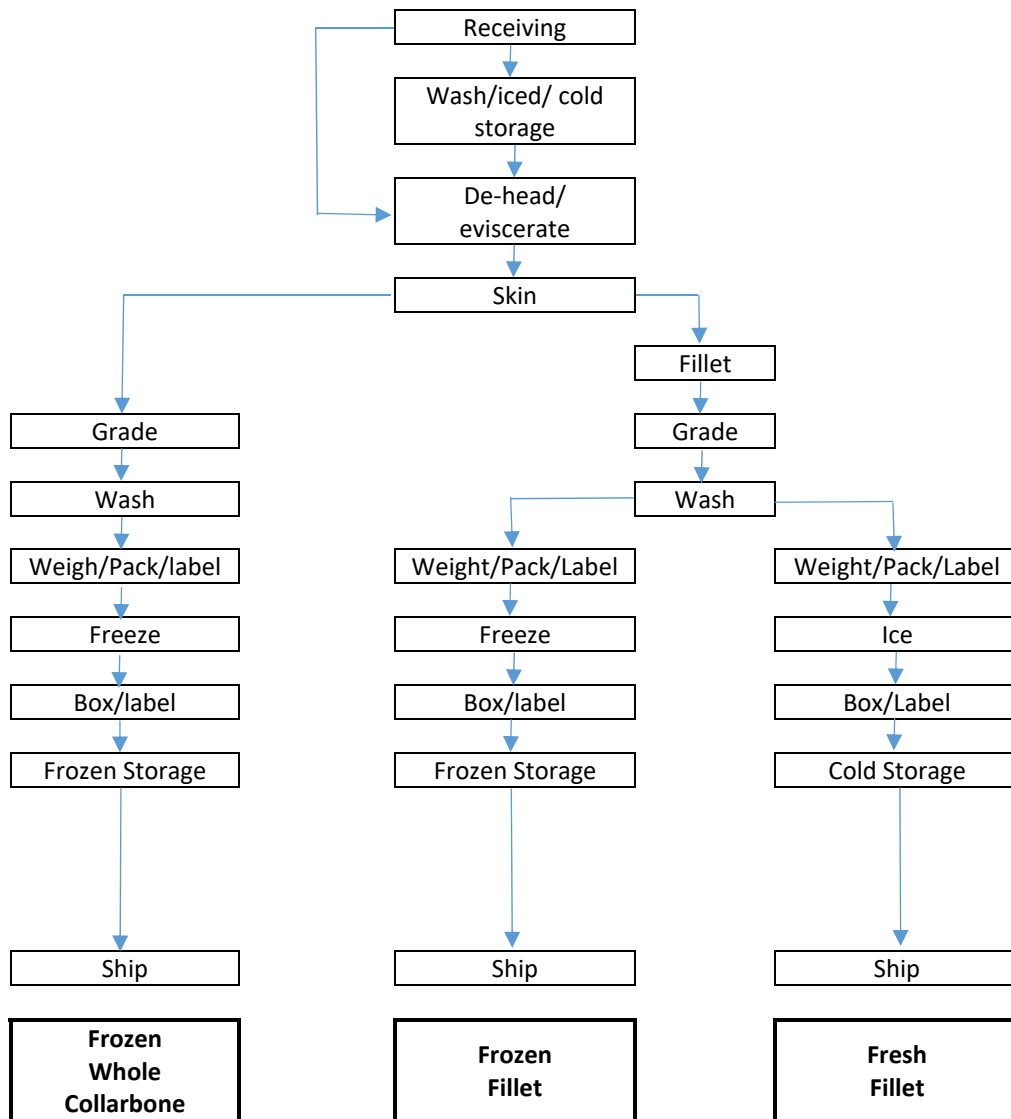 Receiving
Wash/iced/ cold
storage
De-head/
eviscerate
Skin
Fillet
Grade
Grade
Wash
Wash
Weigh/Pack/label
Weight/Pack/Label
Weight/Pack/Label
Freeze
Freeze
Ice
Box/label
Box/label
Box/Label
Frozen Storage
Frozen Storage
Cold Storage
Ship
Ship
Ship
Frozen
Whole
Collarbone
Frozen
Fillet
Fresh
Fillet